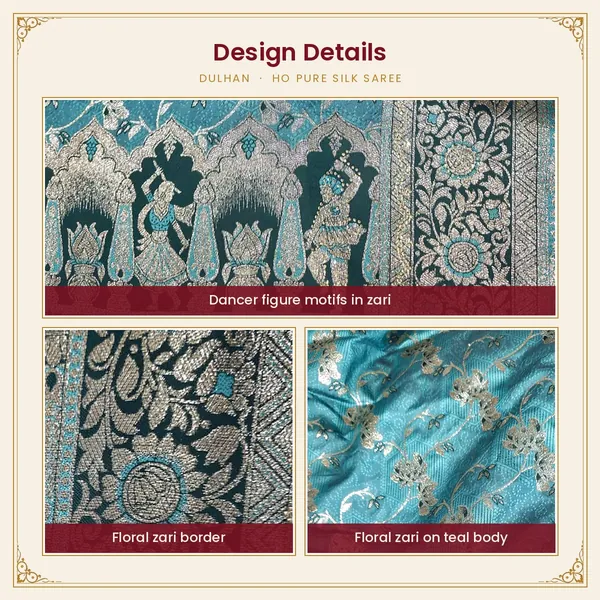 Design Details
DULHAN · HO PURE SILK SAREE
Dancer figure motifs in zari
Floral zari border
Floral zari on teal body